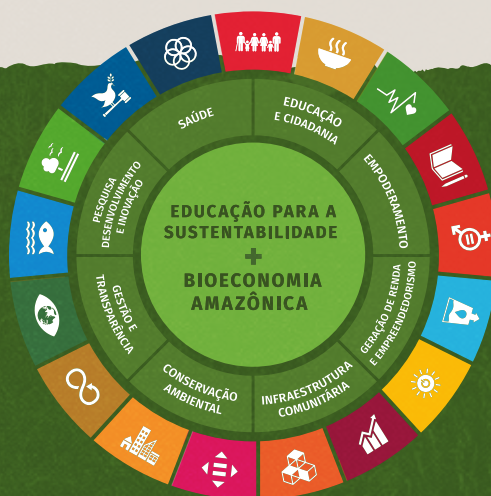 EDUCAÇÃO PARA A
SUSTENTABILIDADE
+
BIOECONOMIA
AMAZÔNICA
SAÚDE
EDUCAÇÃO
E CIDADANIA
EMPODERAMENTO
GERAÇÃO DE RENDA
E EMPREENDEDORISMO
INFRAESTRUTURA
COMUNITÁRIA
CONSERVAÇÃO
AMBIENTAL
GESTÃO E
TRANSPARÊNCIA
PESQUISA
DESENVOLVIMENTO
E INOVAÇÃO